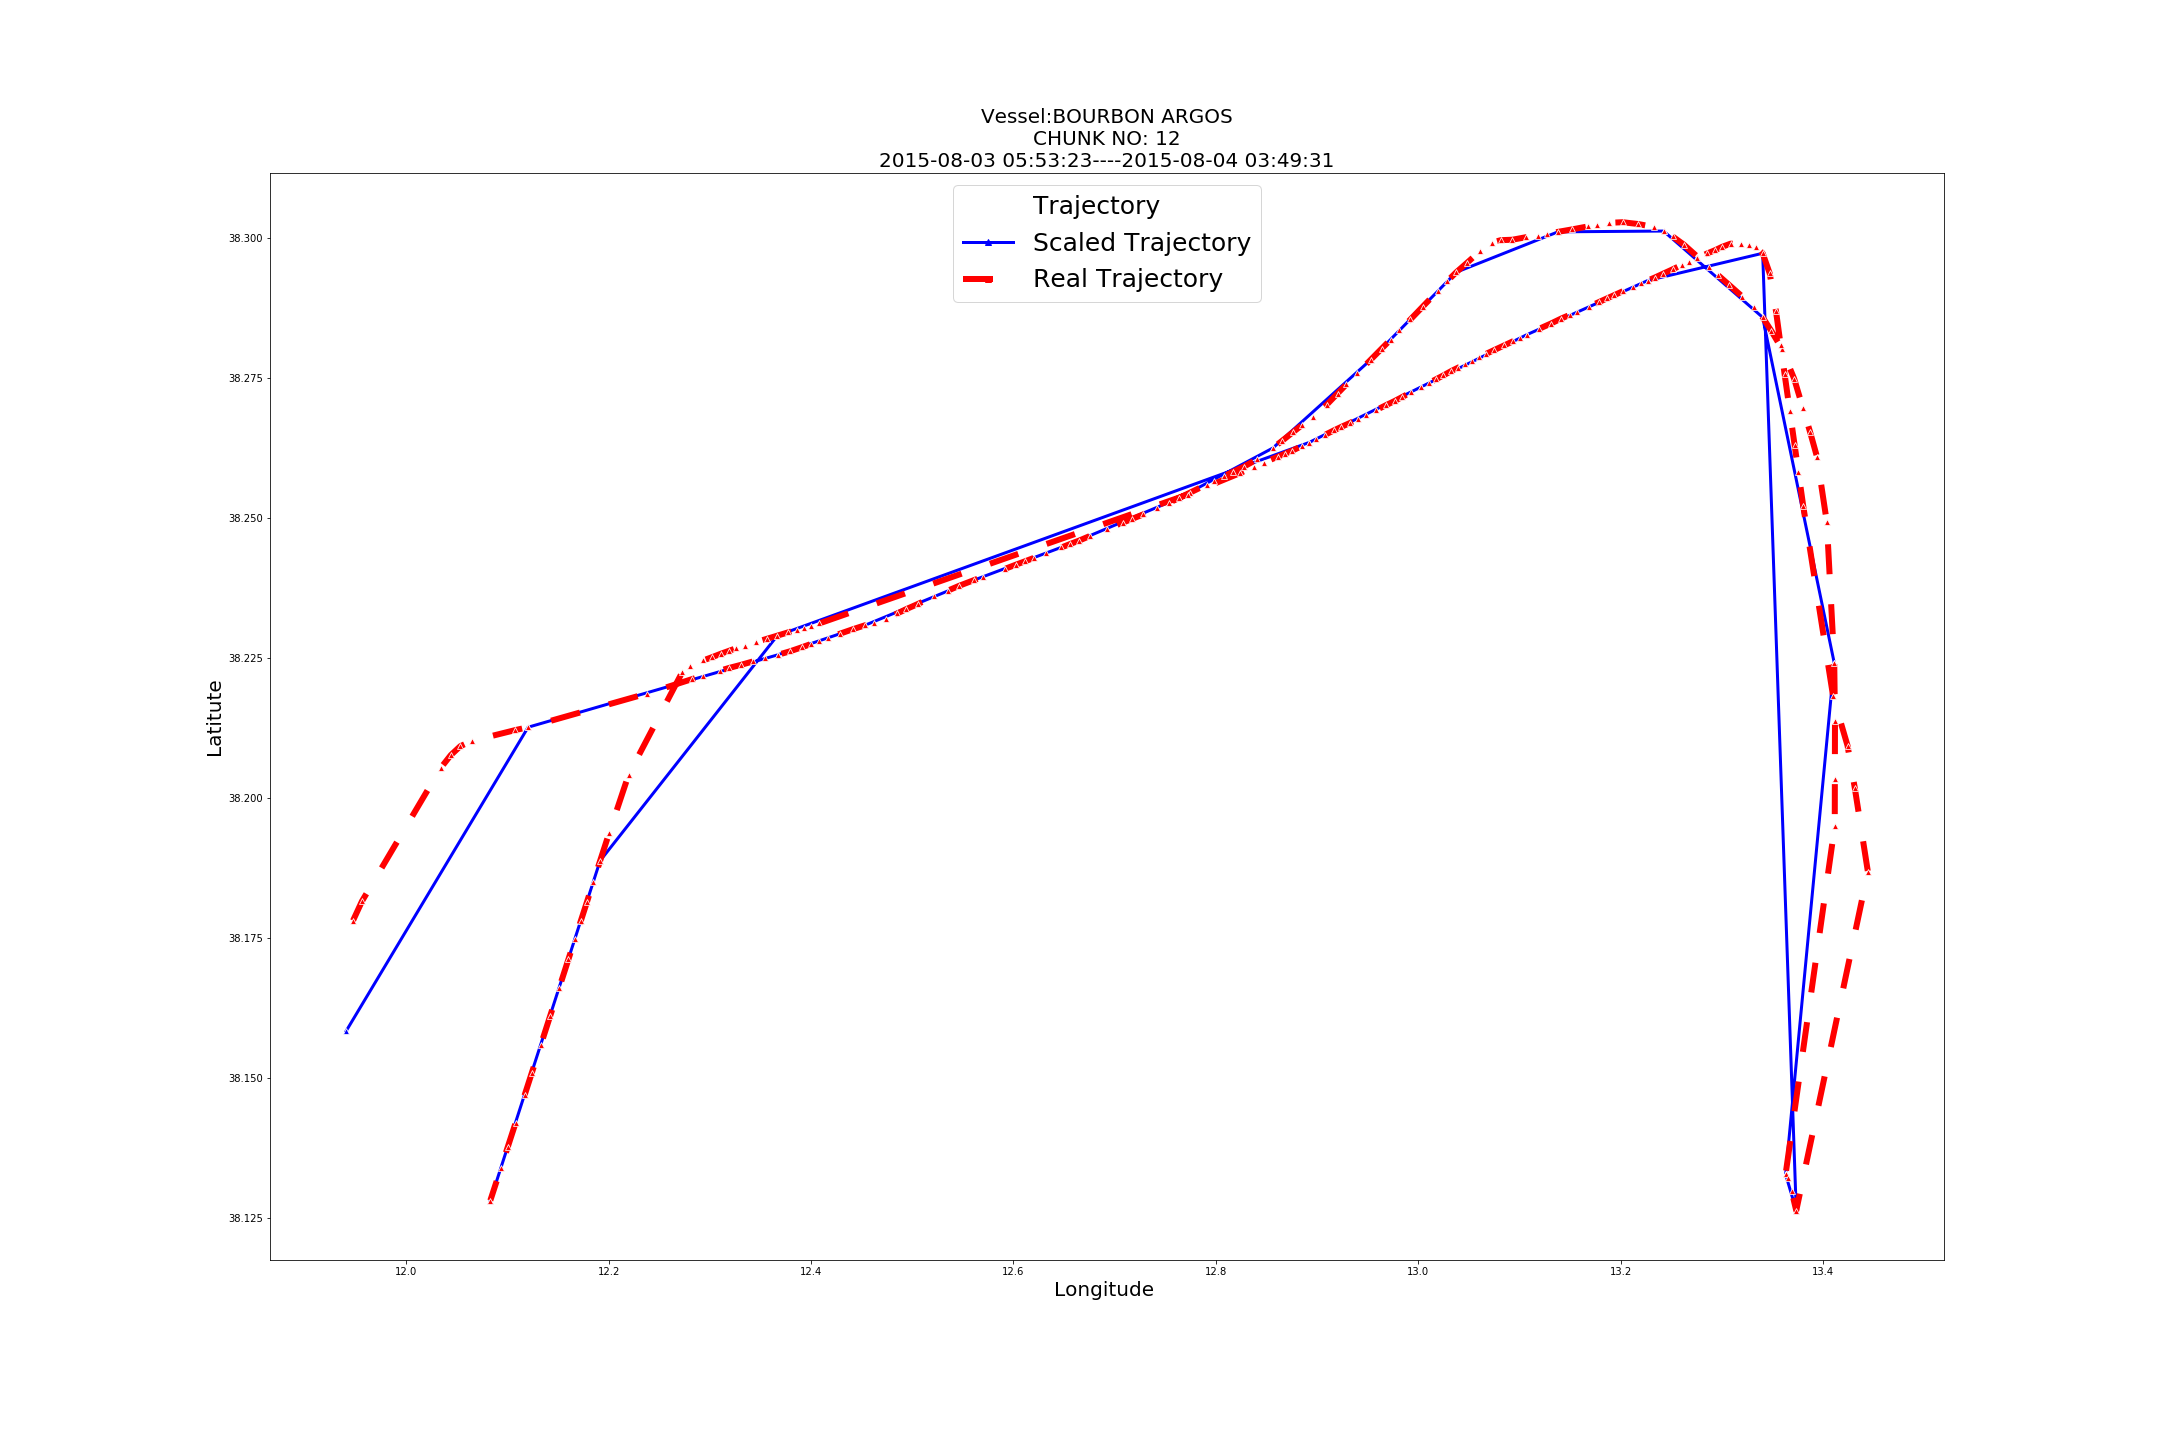 Vessel:BOURBON ARGOS
CHUNK NO: 12
2015-08-03 05:53:23----2015-08-04 03:49:31
Trajectory
Scaled Trajectory
Real Trajectory
38.300
38.275
38.250
38.225
38.200
38.175
38.150
38.125
Latitute
12.0 12.2 12.4 12.6 12.8 13.0 13.2 13.4
Longitude